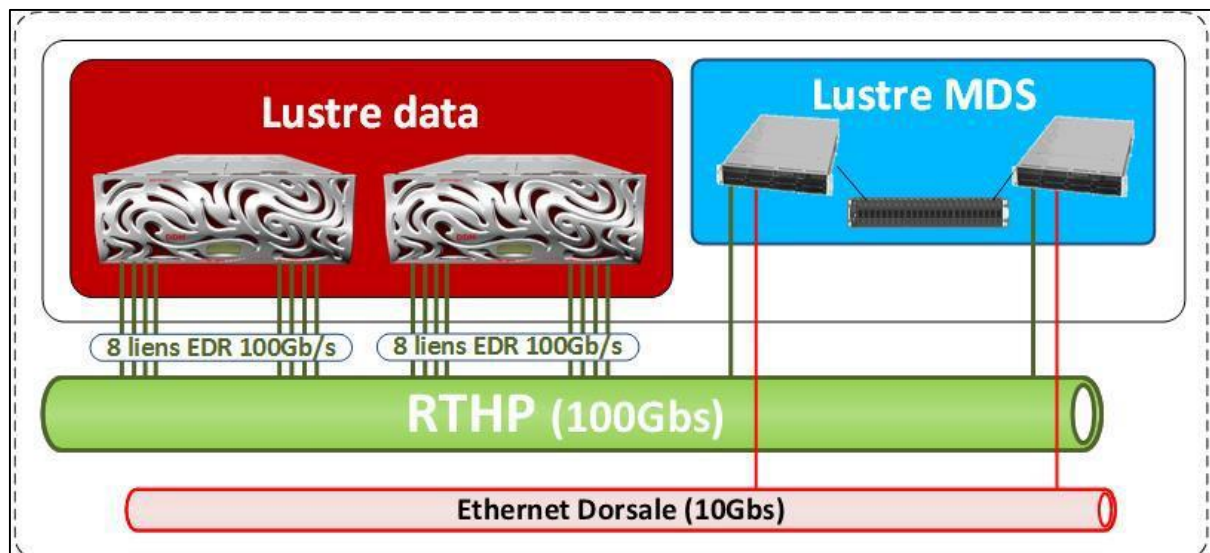 Lustre data
Lustre MDS
8 liens EDR 100Gb/s
8 liens EDR 100Gb/s
RTHP (100Gbs)
Ethernet Dorsale (10Gbs)